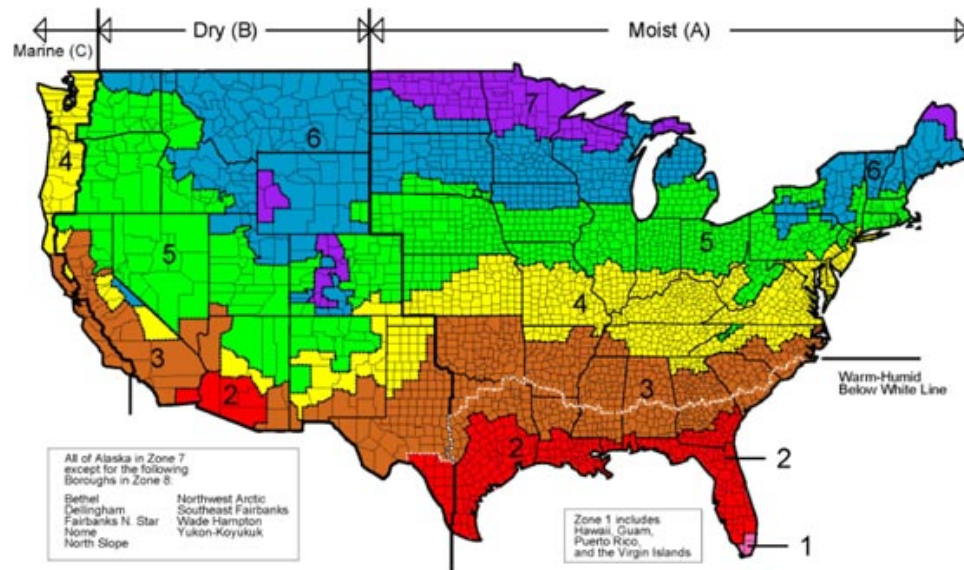 Marine (C)
Dry (B)
Moist (A)
7
6
6
4
5
5
4
3
3
Warm-Humid
Below White Line
2
2
2
1
All of Alaska in Zone 7
except for the following
Boroughs in Zone 8:
Bethel Northwest Arctic
Dellingham Southeast Fairbanks
Fairbanks N. Star Wade Hampton
Nome Yukon-Koyukuk
North Slope
Zone 1 includes
Hawaii, Guam,
Puerto Rico,
and the Virgin Islands